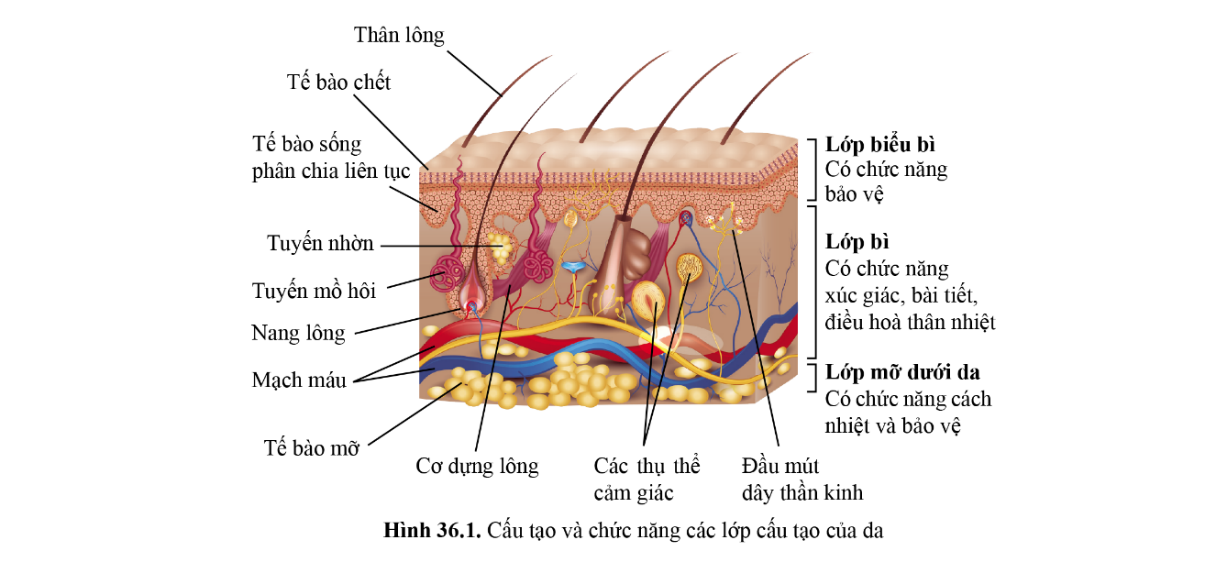 Thân lông
Tế bào chết
Tế bào sống
phân chia liên tục
Tuyến nhờn
Tuyến mồ hôi
Nang lông
Mạch máu
Tế bào mỡ
Cơ dựng lông
Các thụ thể
cảm giác
Đầu mút
dây thần kinh
Lớp biểu bì
Có chức năng
bảo vệ
Lớp bì
Có chức năng
xúc giác, bài tiết,
điều hoà thân nhiệt
Lớp mỡ dưới da
Có chức năng cách
nhiệt và bảo vệ
Hình 36.1. Cấu tạo và chức năng các lớp cấu tạo của da